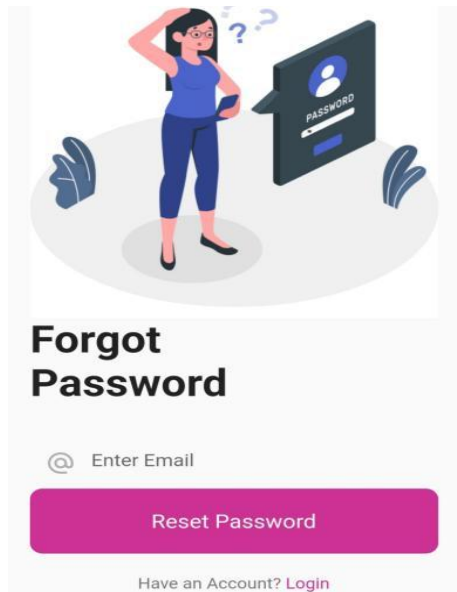 ? ? ?
PASSWORD
Forgot
Password
@ Enter Email
Reset Password
Have an Account? Login